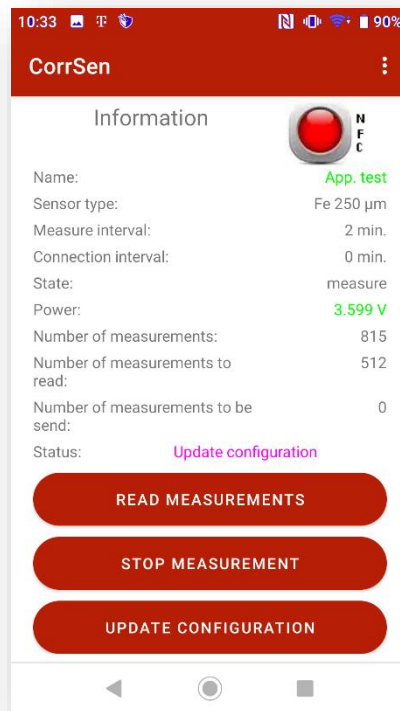 10:33 90%
CorrSen
Information
N
F
C
Name: App. test
Sensor type: Fe 250 µm
Measure interval: 2 min.
Connection interval: 0 min.
State: measure
Power: 3.599 V
Number of measurements: 815
Number of measurements to 512
read:
Number of measurements to be 0
send:
Status: Update configuration
READ MEASUREMENTS
STOP MEASUREMENT
UPDATE CONFIGURATION